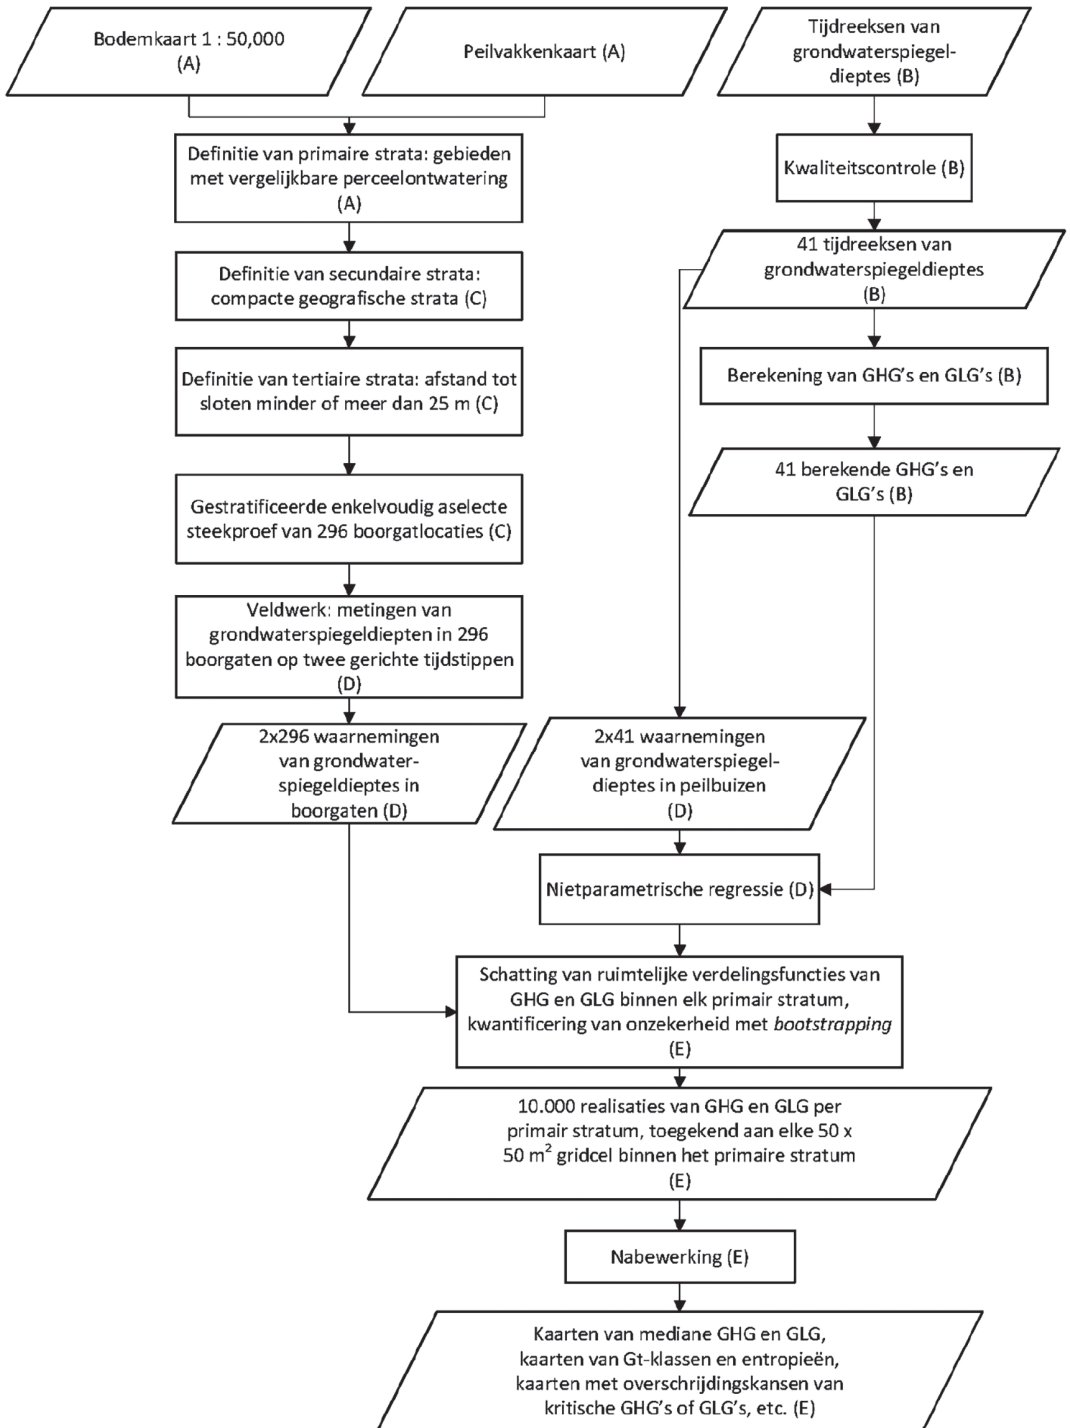 Bodemkaart 1 : 50,000
(A)
Peilvakkenkaart (A)
Tijdreeksen van
grondwaterspiegel-
dieptes (B)
Definitie van primaire strata: gebieden
met vergelijkbare perceelontwatering
(A)
Kwaliteitscontrole (B)
Definitie van secundaire strata:
compacte geografische strata (C)
41 tijdreeksen van
grondwaterspiegeldieptes
(B)
Definitie van tertiaire strata: afstand tot
sloten minder of meer dan 25 m (C)
Berekening van GHG's en GLG's (B)
Gestratificeerde enkelvoudig aselecte
steekproef van 296 boorgatlocaties (C)
41 berekende GHG's en
GLG's (B)
Veldwerk: metingen van
grondwaterspiegeldiepten in 296
boorgaten op twee gerichte tijdstippen
(D)
2x296 waarnemingen
van grondwater-
spiegeldieptes in
boorgaten (D)
2x41 waarnemingen
van grondwaterspiegel-
dieptes in peilbuizen
(D)
Nietparametrische regressie (D)
Schatting van ruimtelijke verdelingsfuncties van
GHG en GLG binnen elk primair stratum,
kwantificering van onzekerheid met bootstrapping
(E)
10.000 realisaties van GHG en GLG per
primair stratum, toegekend aan elke 50 x
50 m² gridcel binnen het primaire stratum
(E)
Nabewerking (E)
Kaarten van mediane GHG en GLG,
kaarten van Gt-klassen en entropieën,
kaarten met overschrijdingskansen van
kritische GHG's of GLG's, etc. (E)